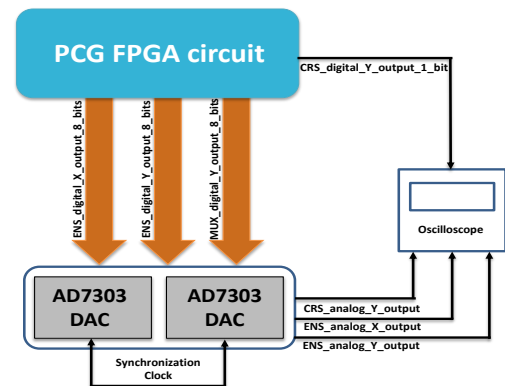 PCG FPGA circuit
CRS_digital_Y_output_1_bit
ENS_digital_X_output_8_bits
ENS_digital_Y_output_8_bits
MUX_digital_Y_output_8_bits
Oscilloscope
AD7303
DAC
AD7303
DAC
CRS_analog_Y_output
ENS_analog_X_output
ENS_analog_Y_output
Synchronization
Clock